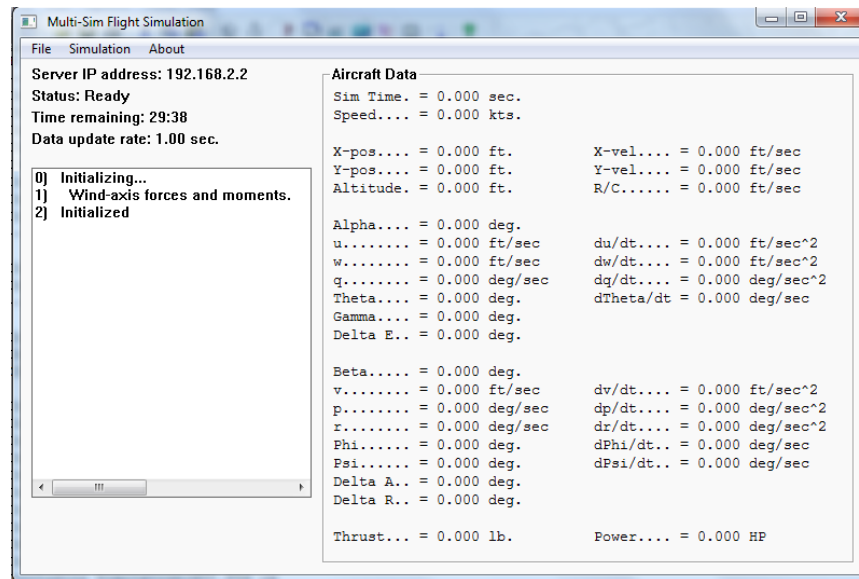 Multi-Sim Flight Simulation
File Simulation About
Server IP address: 192.168.2.2
Status: Ready
Time remaining: 29:38
Data update rate: 1.00 sec.
0) Initializing...
1) Wind-axis forces and moments.
2) Initialized
Aircraft Data
Sim Time. = 0.000 sec.
Speed.... = 0.000 kts.
X-pos.... = 0.000 ft. X-vel.... = 0.000 ft/sec
Y-pos.... = 0.000 ft. Y-vel.... = 0.000 ft/sec
Altitude. = 0.000 ft. R/C...... = 0.000 ft/sec
Alpha.... = 0.000 deg.
u........ = 0.000 ft/sec du/dt.... = 0.000 ft/sec^2
w........ = 0.000 ft/sec dw/dt.... = 0.000 ft/sec^2
q........ = 0.000 deg/sec dq/dt.... = 0.000 deg/sec^2
Theta.... = 0.000 deg. dTheta/dt = 0.000 deg/sec
Gamma.... = 0.000 deg.
Delta E.. = 0.000 deg.
Beta..... = 0.000 deg.
v........ = 0.000 ft/sec dv/dt.... = 0.000 ft/sec^2
p........ = 0.000 deg/sec dp/dt.... = 0.000 deg/sec^2
r........ = 0.000 deg/sec dr/dt.... = 0.000 deg/sec^2
Phi...... = 0.000 deg. dPhi/dt.. = 0.000 deg/sec
Psi...... = 0.000 deg. dPsi/dt.. = 0.000 deg/sec
Delta A.. = 0.000 deg.
Delta R.. = 0.000 deg.
Thrust... = 0.000 lb. Power.... = 0.000 HP